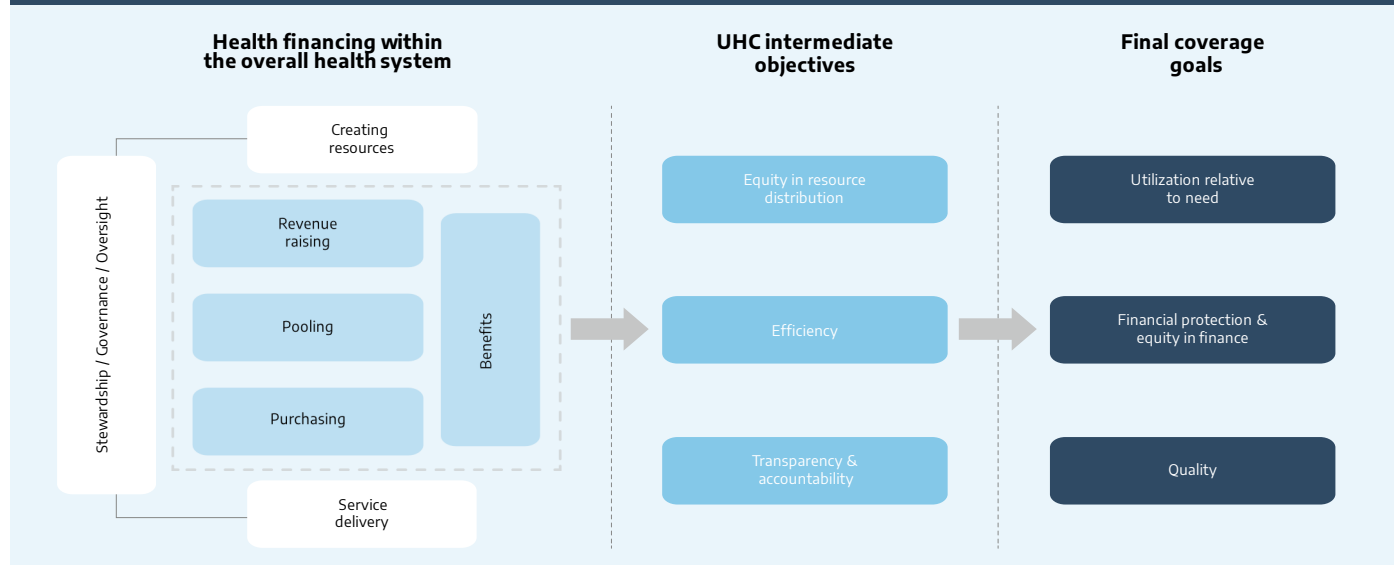 Health financing within
the overall health system
UHC intermediate
objectives
Final coverage
goals
Creating
resources
Stewardship / Governance / Oversight
Revenue
raising
Pooling
Purchasing
Benefits
Service
delivery
Equity in resource
distribution
Efficiency
Transparency &
accountability
Utilization relative
to need
Financial protection &
equity in finance
Quality